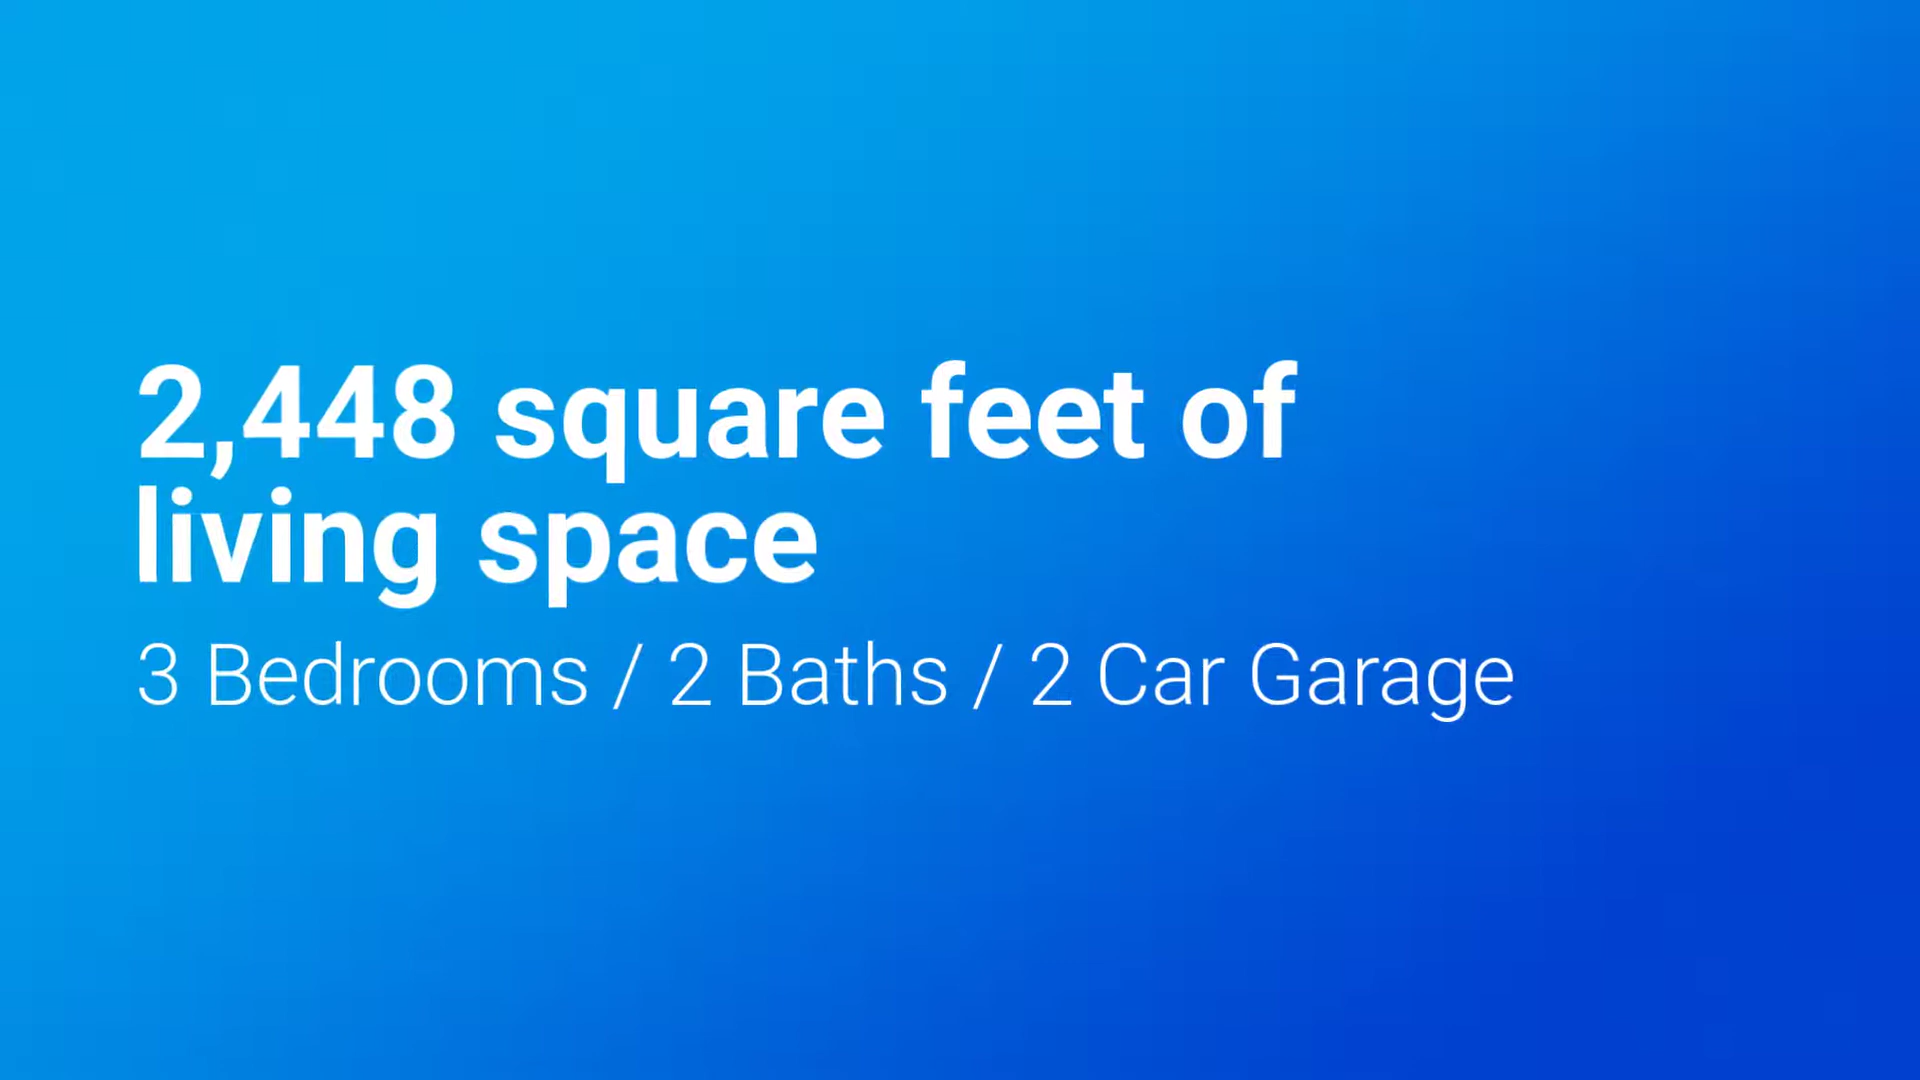 2,448 square feet of
living space
3 Bedrooms / 2 Baths / 2 Car Garage